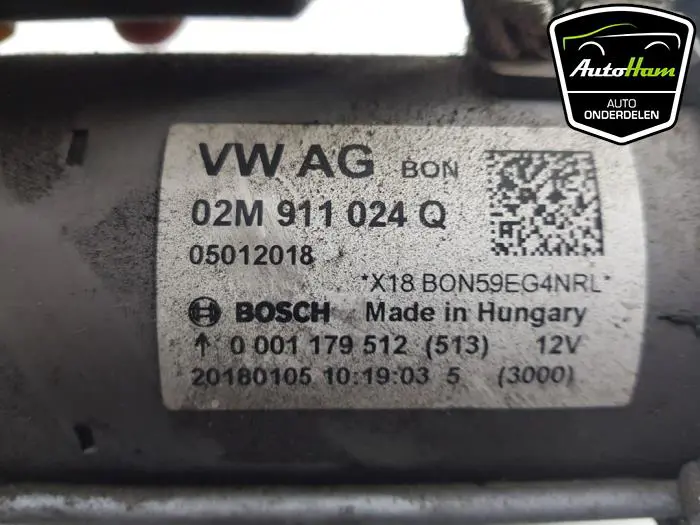 AutoHam
AUTO
ONDERDELEN
VW AG BON
02M 911 024 Q
05012018
*X18 BON59EG4NRL*
BOSCH Made in Hungary
↑ 0 001 179 512 (513) 12V
20180105 10:19:03 5 (3000)